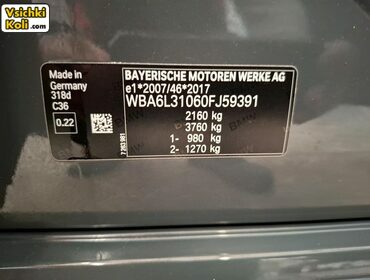 Vsichki
Koli.com
Made in
Germany
318d
C36
0.22
BAYERISCHE MOTOREN WERKE AG
e1*2007/46*2017
WBA6L31060FJ59391
2160 kg
3760 kg
1- 980 kg
2- 1270 kg